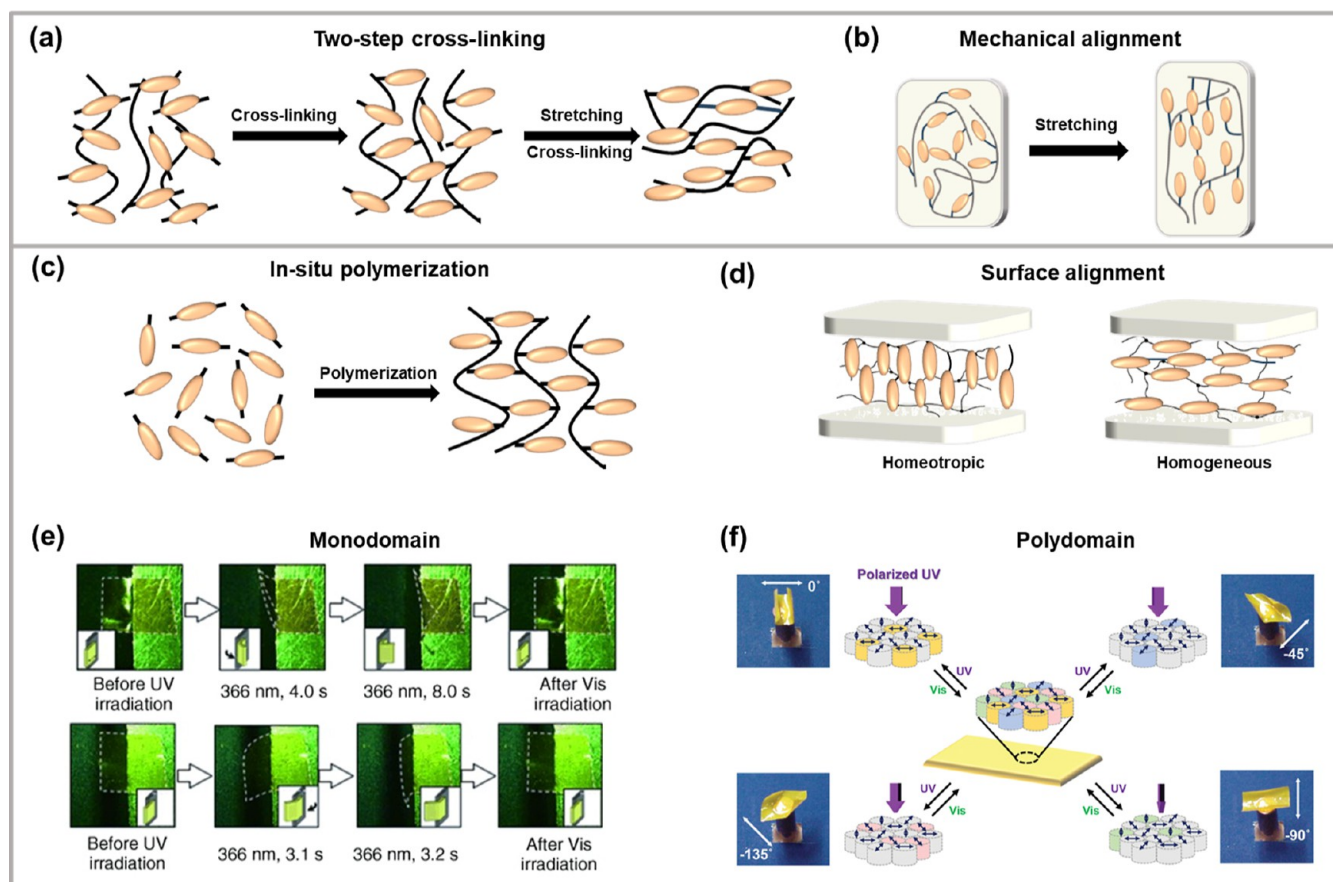 (a)
Two-step cross-linking
Cross-linking
Stretching
Cross-linking
(b)
Mechanical alignment
Stretching
(c)
In-situ polymerization
Polymerization
(d)
Surface alignment
Homeotropic
Homogeneous
(e)
Monodomain
Before UV
irradiation
366 nm, 4.0 s
366 nm, 8.0 s
After Vis
irradiation
Before UV
irradiation
366 nm, 3.1 s
366 nm, 3.2 s
After Vis
irradiation
(f)
Polydomain
0°
Polarized UV
-45°
UV
Vis
UV
Vis
UV
Vis
UV
Vis
-135°
-90°